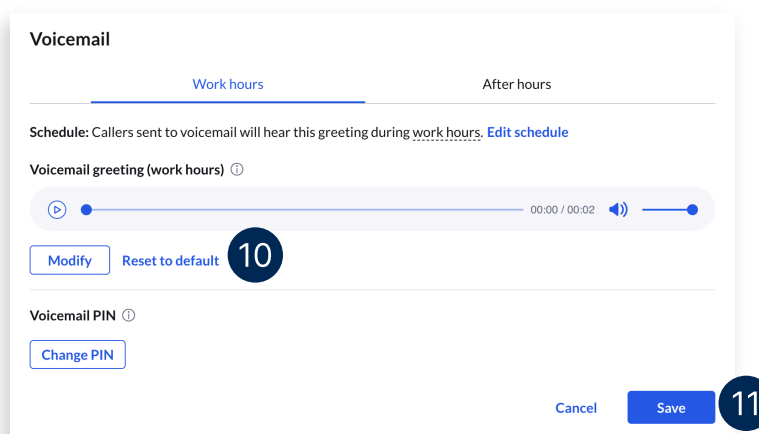 Voicemail
Work hours After hours
Schedule: Callers sent to voicemail will hear this greeting during work hours. Edit schedule
Voicemail greeting (work hours)
00:00 / 00:02
Modify Reset to default 10
Voicemail PIN
Change PIN
Cancel Save 11